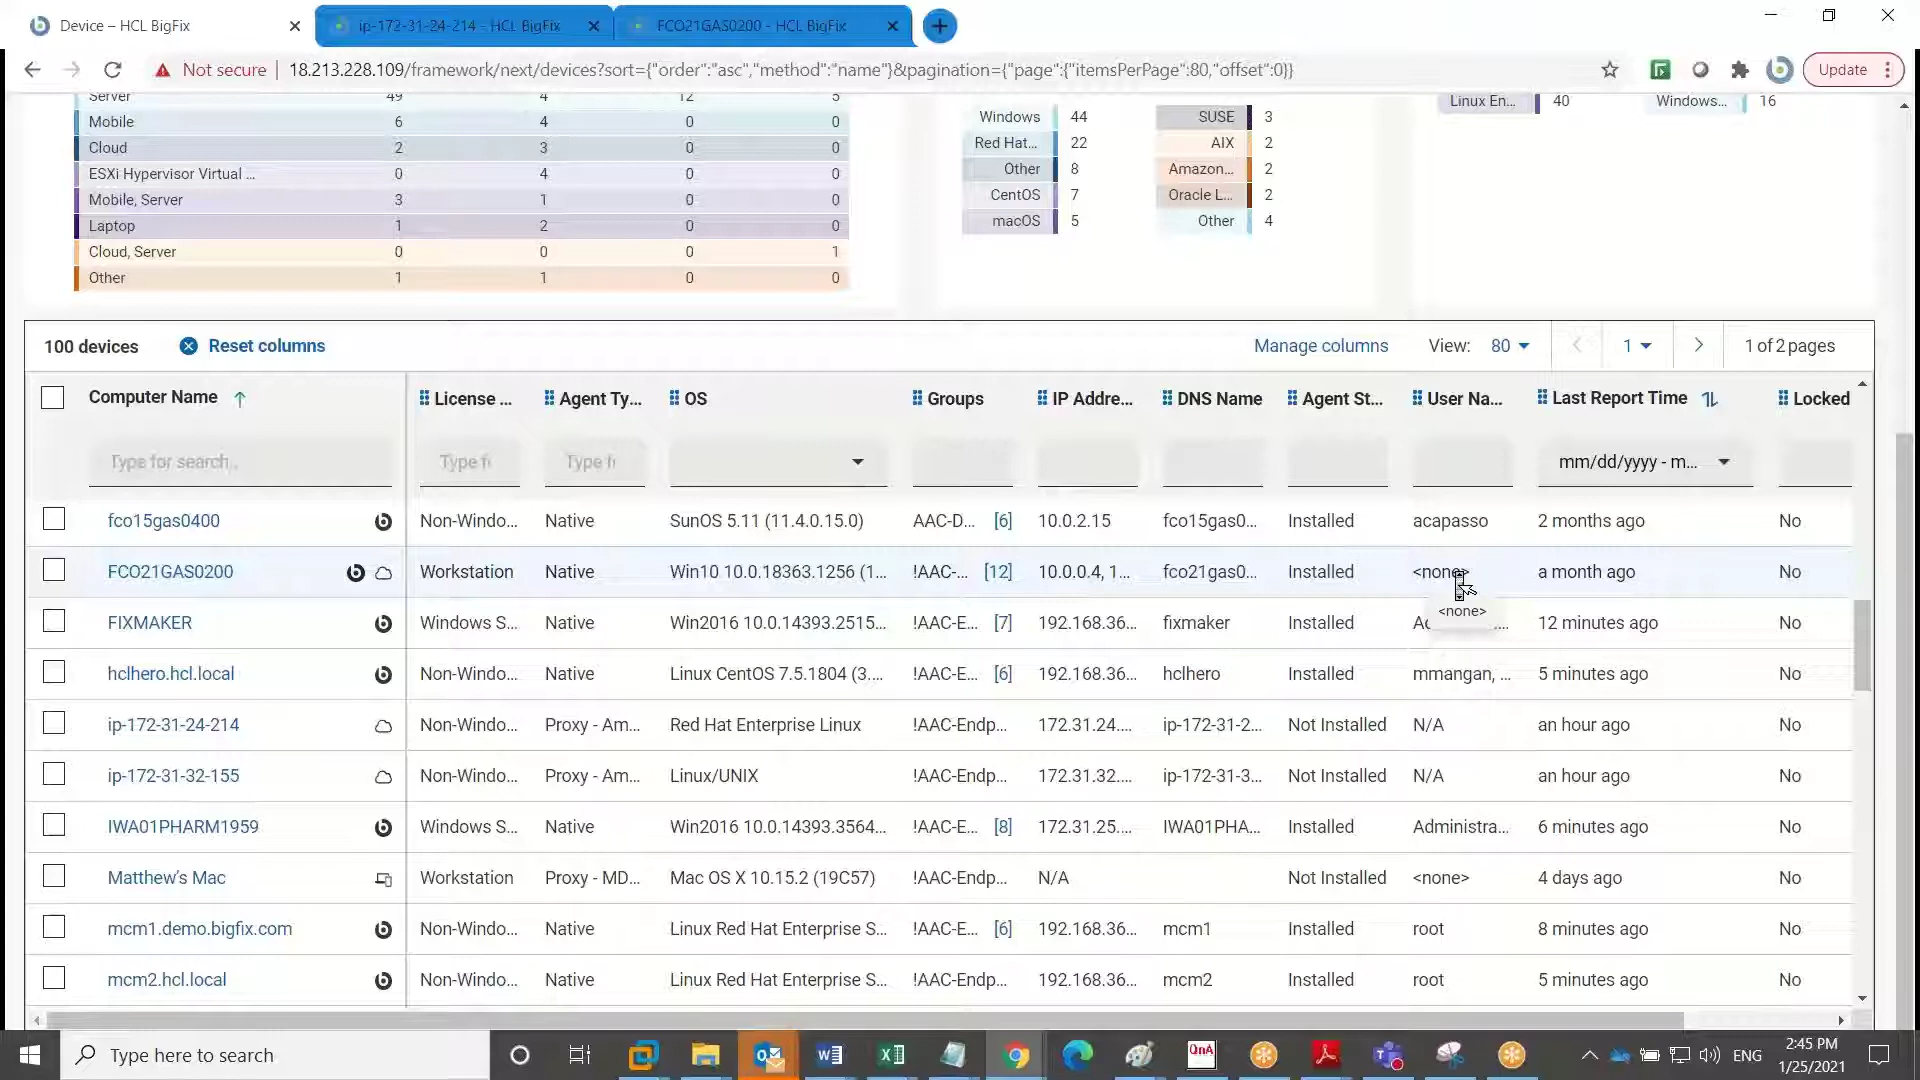 Device – HCL BigFix
ip-172-31-24-214 - HCL BigFix
FCO21GAS0200 - HCL BigFix
Not secure
18.213.228.109/framework/next/devices?sort={"order":"asc","method":"name"}&pagination={"page":{"itemsPerPage":80,"offset":0}}
Update
Server 49 4 12 5
Mobile 6 4 0 0
Cloud 2 3 0 0
ESXi Hypervisor Virtual ... 0 4 0 0
Mobile, Server 3 1 0 0
Laptop 1 2 0 0
Cloud, Server 0 0 0 1
Other 1 1 0 0
Windows 44 SUSE 3
Red Hat... 22 AIX 2
Other 8 Amazon... 2
CentOS 7 Oracle L... 2
macOS 5 Other 4
Linux En... 40 Windows... 16
100 devices Reset columns Manage columns View: 80 1 1 of 2 pages
Computer Name License ... Agent Ty... OS Groups IP Addre... DNS Name Agent St... User Na... Last Report Time Locked
Type for search.. Type fi Type fi mm/dd/yyyy - m...
fco15gas0400 Non-Windo... Native SunOS 5.11 (11.4.0.15.0) AAC-D... [6] 10.0.2.15 fco15gas0... Installed acapasso 2 months ago No
FCO21GAS0200 Workstation Native Win10 10.0.18363.1256 (1... !AAC-... [12] 10.0.0.4, 1... fco21gas0... Installed <none> a month ago No
<none>
FIXMAKER Windows S... Native Win2016 10.0.14393.2515... !AAC-E... [7] 192.168.36... fixmaker Installed 12 minutes ago No
hclhero.hcl.local Non-Windo... Native Linux CentOS 7.5.1804 (3.... !AAC-E... [6] 192.168.36... hclhero Installed mmangan, ... 5 minutes ago No
ip-172-31-24-214 Non-Windo... Proxy - Am... Red Hat Enterprise Linux !AAC-Endp... 172.31.24.... ip-172-31-2... Not Installed N/A an hour ago No
ip-172-31-32-155 Non-Windo... Proxy - Am... Linux/UNIX !AAC-Endp... 172.31.32.... ip-172-31-3... Not Installed N/A an hour ago No
IWA01PHARM1959 Windows S... Native Win2016 10.0.14393.3564... !AAC-E... [8] 172.31.25.... IWA01PHA... Installed Administra... 6 minutes ago No
Matthew's Mac Workstation Proxy - MD... Mac OS X 10.15.2 (19C57) !AAC-Endp... N/A Not Installed <none> 4 days ago No
mcm1.demo.bigfix.com Non-Windo... Native Linux Red Hat Enterprise S... !AAC-E... [6] 192.168.36... mcm1 Installed root 8 minutes ago No
mcm2.hcl.local Non-Windo... Native Linux Red Hat Enterprise S... !AAC-Endp... 192.168.36... mcm2 Installed root 5 minutes ago No
Type here to search
QnA
ENG
2:45 PM
1/25/2021